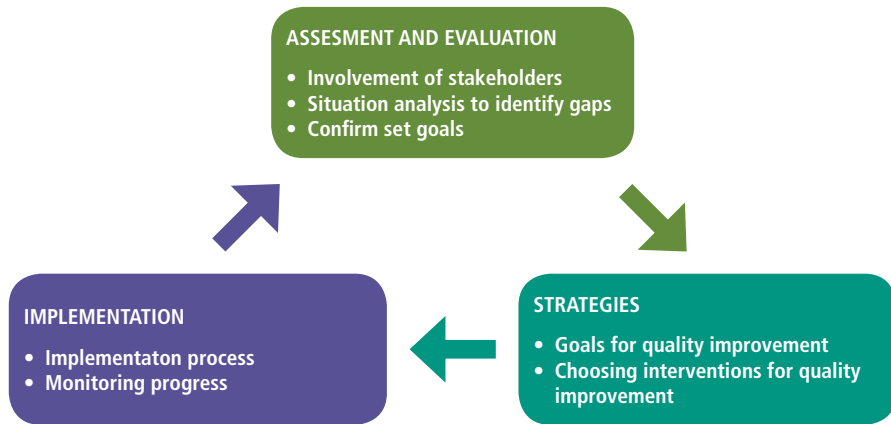 ASSESMENT AND EVALUATION
• Involvement of stakeholders
• Situation analysis to identify gaps
• Confirm set goals
IMPLEMENTATION
• Implementaton process
• Monitoring progress
STRATEGIES
• Goals for quality improvement
• Choosing interventions for quality
improvement